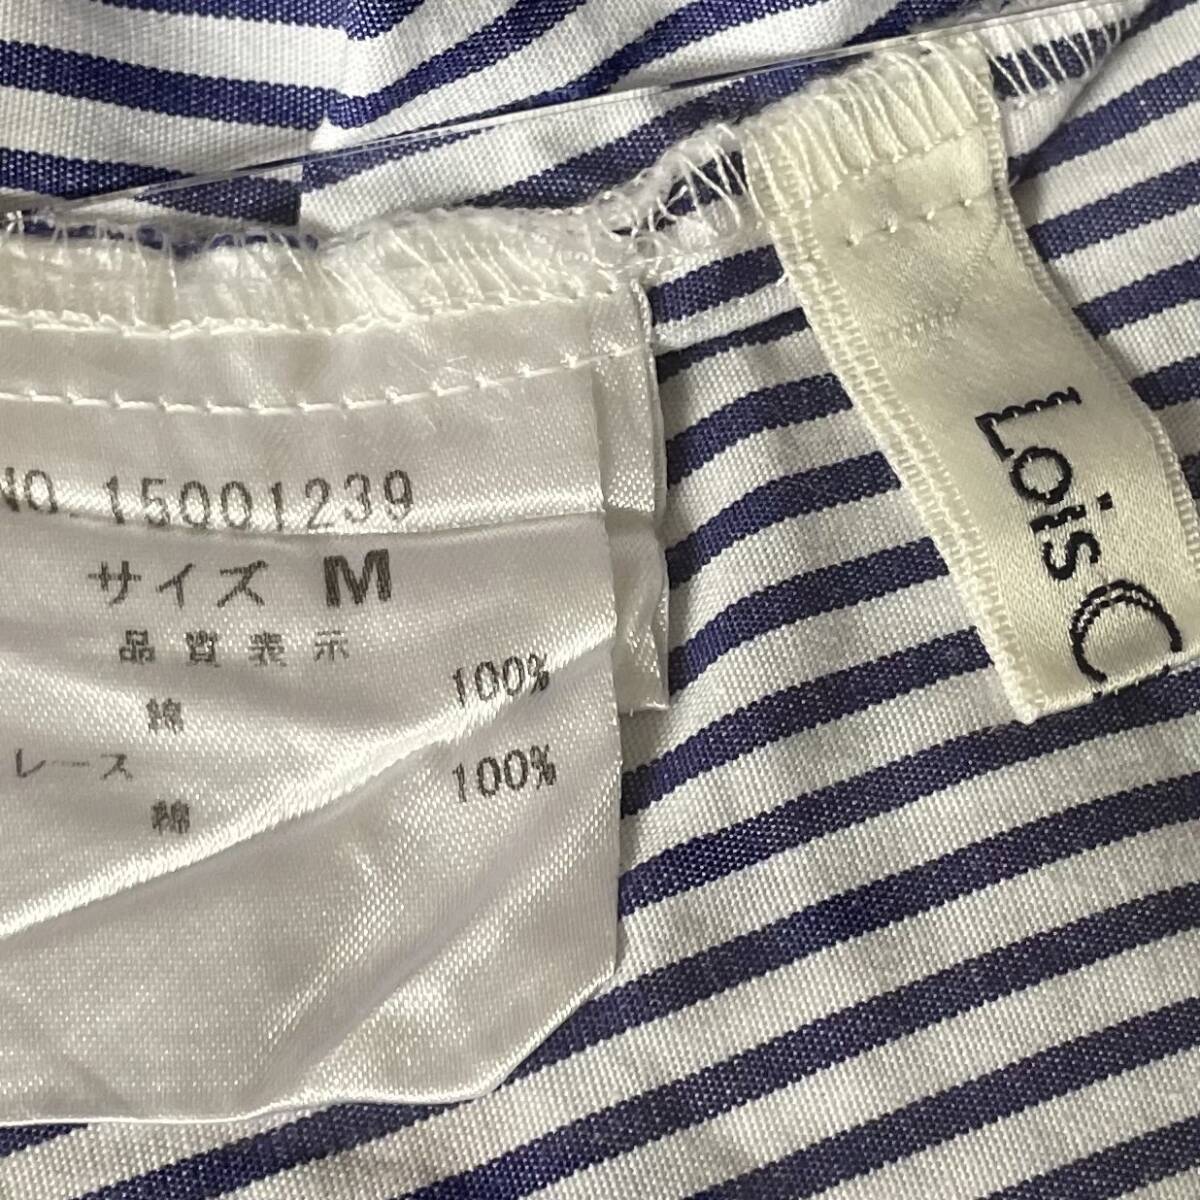 NO.15001239
サイズ M
品質表示
綿 100%
レース
綿 100%
Lois C